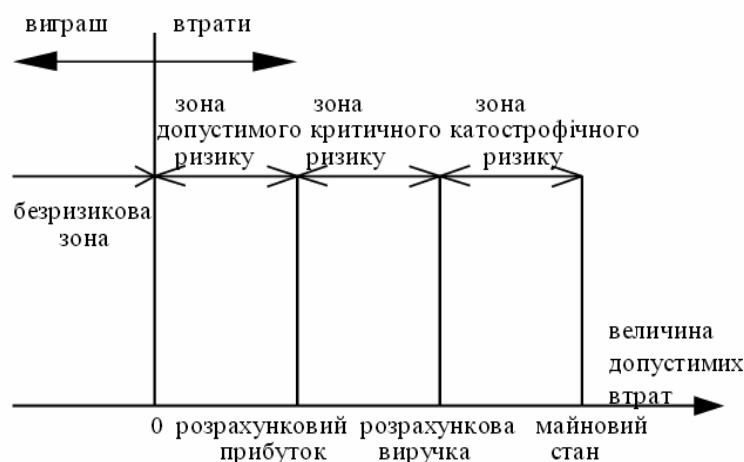 виграш
втрати
зона
допустимого
ризику
зона
критичного
ризику
зона
катострофічного
ризику
безризикова
зона
величина
допустимих
втрат
0
розрахунковий
прибуток
розрахункова
виручка
майновий
стан